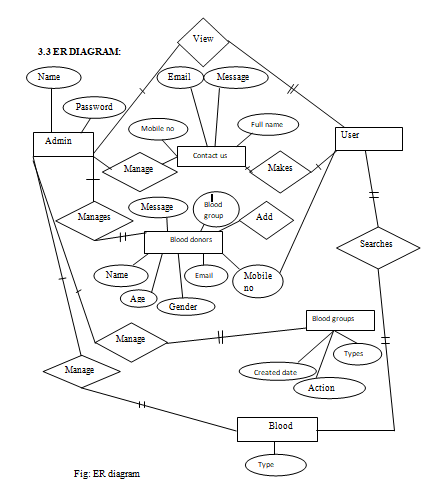 View
3.3 ER DIAGRAM:
Name
Email
Message
Password
Mobile no
Full name
Admin
User
Contact us
Manage
Makes
Message
Blood
group
Manages
Add
Blood donors
Searches
Name
Email
Mobile
no
Age
Gender
Blood groups
Manage
Types
Manage
Created date
Action
Blood
Type
Fig: ER diagram